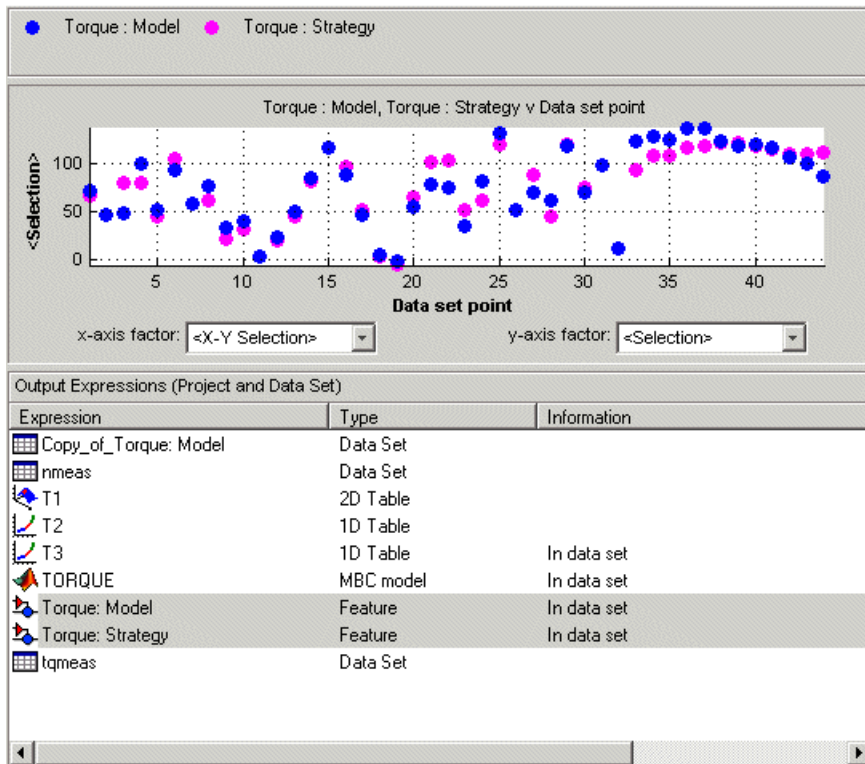 Torque : Model Torque : Strategy
Torque : Model, Torque : Strategy v Data set point
<Selection>
100
50
0
5 10 15 20 25 30 35 40
Data set point
x-axis factor: <X-Y Selection> y-axis factor: <Selection>
Output Expressions (Project and Data Set)
Expression Type Information
Copy_of_Torque: Model Data Set
nmeas Data Set
T1 2D Table
T2 1D Table
T3 1D Table In data set
TORQUE MBC model In data set
Torque: Model Feature In data set
Torque: Strategy Feature In data set
tqmeas Data Set